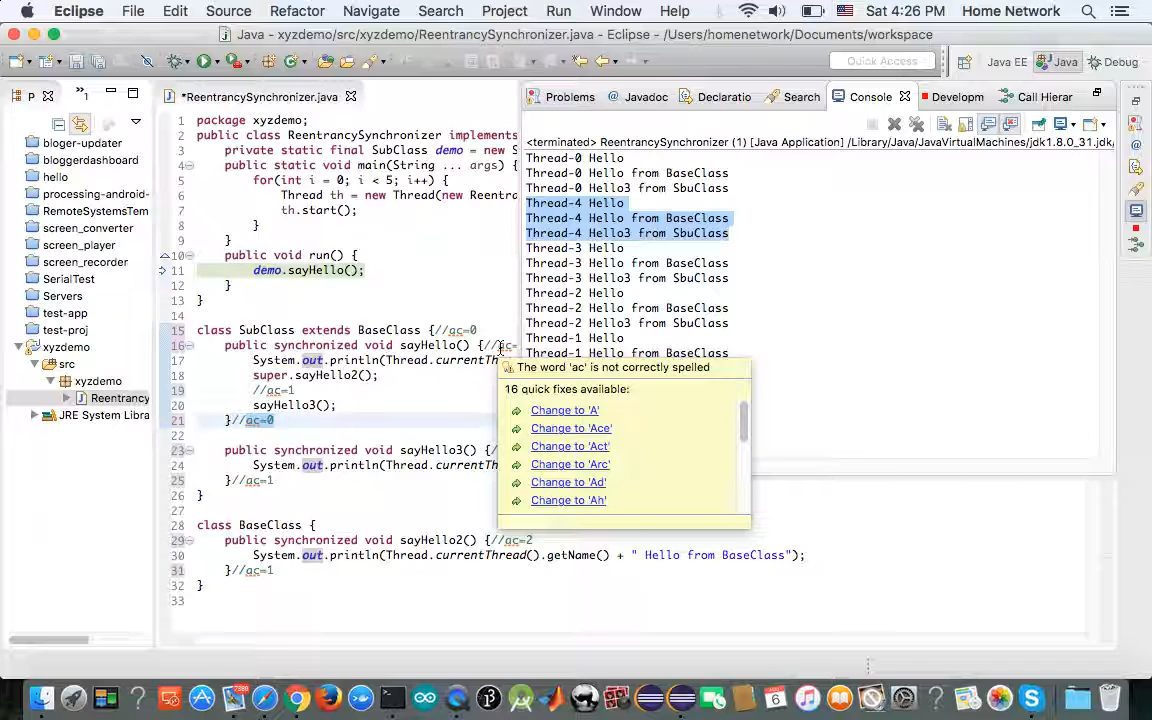 Eclipse File Edit Source Refactor Navigate Search Project Run Window Help Sat 4:26 PM Home Network
Java - xyzdemo/src/xyzdemo/ReentrancySynchronizer.java - Eclipse - /Users/homenetwork/Documents/workspace
Quick Access Java EE Java Debug
P
bloger-updater
bloggerdashboard
hello
processing-android-
RemoteSystemsTem
screen_converter
screen_player
screen_recorder
SerialTest
Servers
test-app
test-proj
xyzdemo
src
xyzdemo
Reentrancy
JRE System Libra
*ReentrancySynchronizer.java
1 package xyzdemo;
2 public class ReentrancySynchronizer implements
3 private static final SubClass demo = new S
4 public static void main(String ... args) {
5 for(int i = 0; i < 5; i++) {
6 Thread th = new Thread(new Reentra
7 th.start();
8 }
9 }
10 public void run() {
11 demo.sayHello();
12 }
13 }
14
15 class SubClass extends BaseClass {//ac=0
16 public synchronized void sayHello() {//ac=
17 System.out.println(Thread.currentTh
18 super.sayHello2();
19 //ac=1
20 sayHello3();
21 }//ac=0
22
23 public synchronized void sayHello3() {/
24 System.out.println(Thread.currentTh
25 }//ac=1
26 }
27
28 class BaseClass {
29 public synchronized void sayHello2() {//ac=2
30 System.out.println(Thread.currentThread().getName() + " Hello from BaseClass");
31 }//ac=1
32 }
33
Problems Javadoc Declaratio Search Console Developm Call Hierar
<terminated> ReentrancySynchronizer (1) [Java Application] /Library/Java/JavaVirtualMachines/jdk1.8.0_31.jdk/
Thread-0 Hello
Thread-0 Hello from BaseClass
Thread-0 Hello3 from SbuClass
Thread-4 Hello
Thread-4 Hello from BaseClass
Thread-4 Hello3 from SbuClass
Thread-3 Hello
Thread-3 Hello from BaseClass
Thread-3 Hello3 from SbuClass
Thread-2 Hello
Thread-2 Hello from BaseClass
Thread-2 Hello3 from SbuClass
Thread-1 Hello
Thread-1 Hello from BaseClass
The word 'ac' is not correctly spelled
16 quick fixes available:
Change to 'A'
Change to 'Ace'
Change to 'Act'
Change to 'Arc'
Change to 'Ad'
Change to 'Ah'